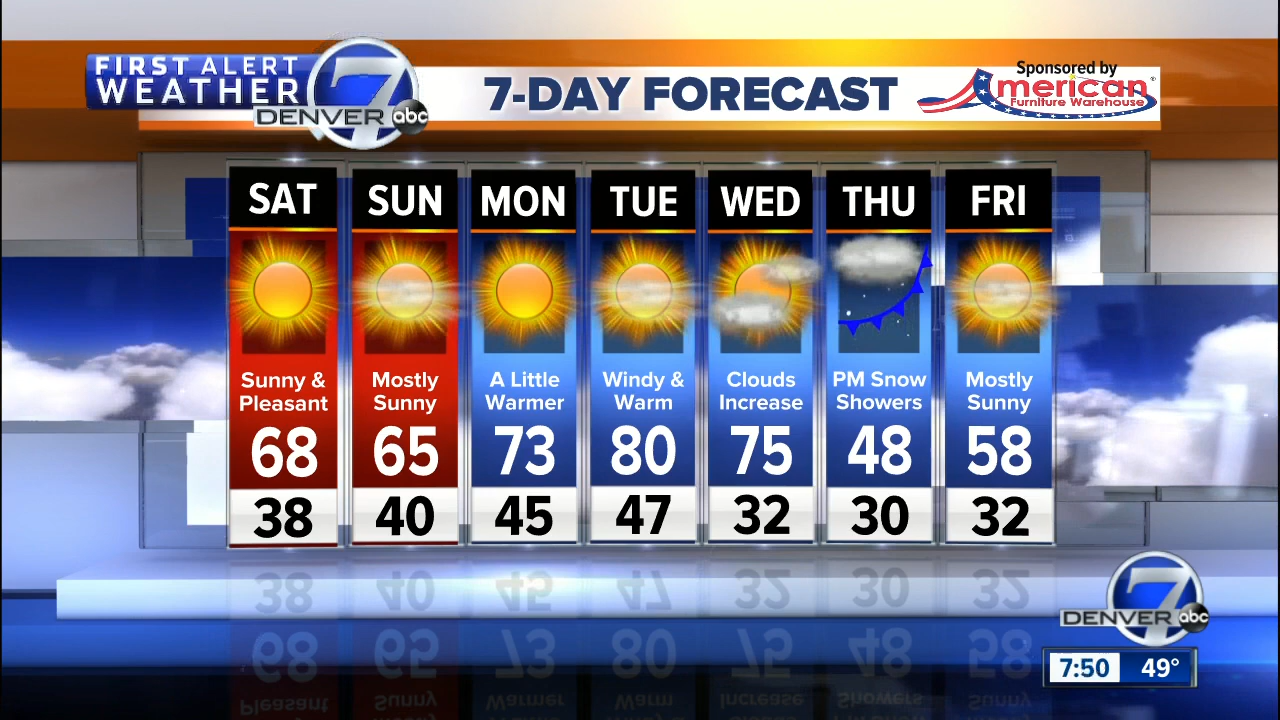 FIRST ALERT
WEATHER
7
DENVER
abc
7-DAY FORECAST
Sponsored by
American
Furniture Warehouse
SAT
SUN
MON
TUE
WED
THU
FRI
Sunny &
Pleasant
Mostly
Sunny
A Little
Warmer
Windy &
Warm
Clouds
Increase
PM Snow
Showers
Mostly
Sunny
68
65
73
80
75
48
58
38
40
45
47
32
30
32
7
DENVER
abc
7:50 49°